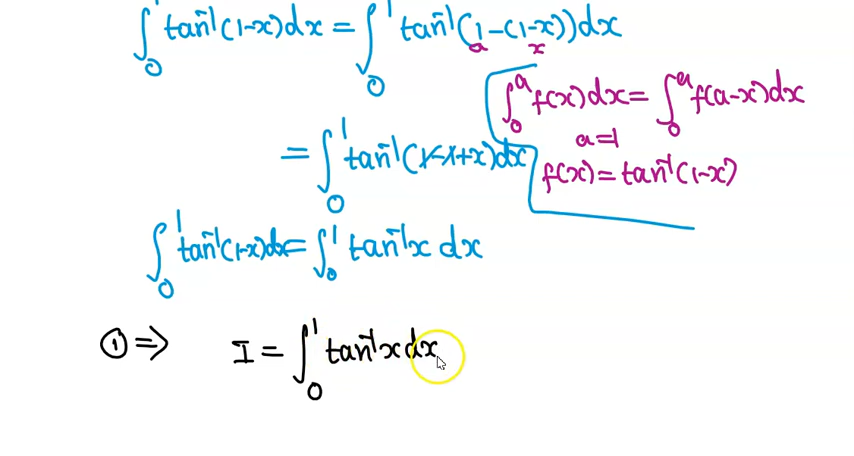 ∫₀¹ tan⁻¹(1-x)dx = ∫₀¹ tan⁻¹(1-(1-x))dx
a x
∫₀ᵃ f(x)dx = ∫₀ᵃ f(a-x)dx
a=1
= ∫₀¹ tan⁻¹(1-1+x)dx
f(x) = tan⁻¹(1-x)
∫₀¹ tan⁻¹(1-x)dx = ∫₀¹ tan⁻¹x dx
① ⇒ I = ∫₀¹ tan⁻¹x dx